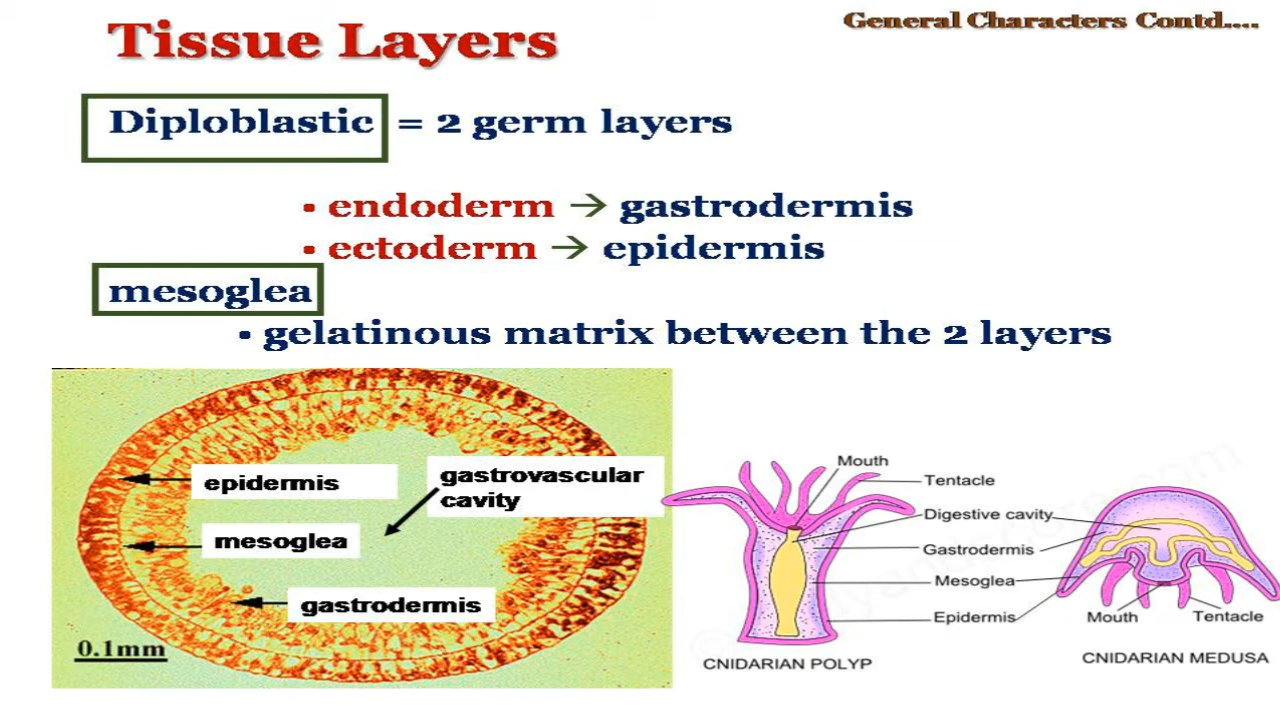 General Characters Contd....
Tissue Layers
Diploblastic = 2 germ layers
• endoderm → gastrodermis
• ectoderm → epidermis
mesoglea
• gelatinous matrix between the 2 layers
epidermis
gastrovascular
cavity
mesoglea
gastrodermis
0.1mm
Mouth
Tentacle
Digestive cavity
Gastrodermis
Mesoglea
Epidermis
Mouth
Tentacle
CNIDARIAN POLYP
CNIDARIAN MEDUSA